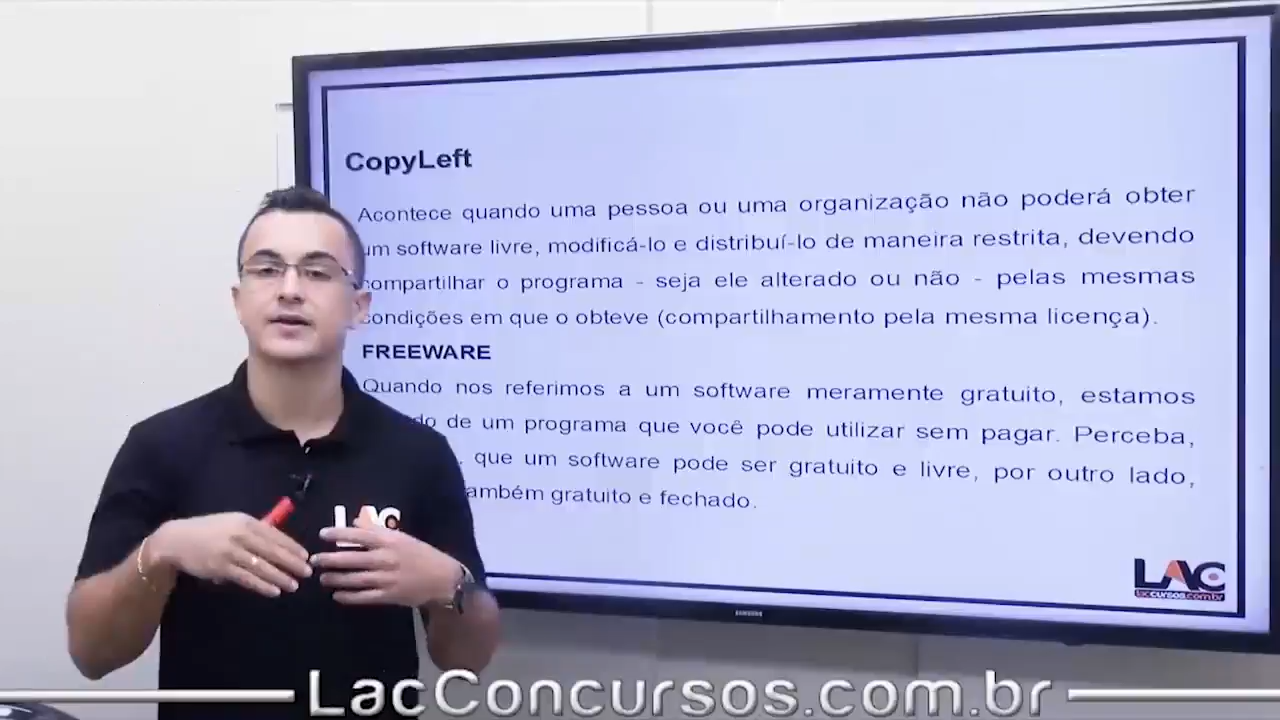 CopyLeft
Acontece quando uma pessoa ou uma organização não poderá obter
um software livre, modificá-lo e distribuí-lo de maneira restrita, devendo
compartilhar o programa - seja ele alterado ou não - pelas mesmas
condições em que o obteve (compartilhamento pela mesma licença).
FREEWARE
Quando nos referimos a um software meramente gratuito, estamos
do de um programa que você pode utilizar sem pagar. Perceba,
que um software pode ser gratuito e livre, por outro lado,
também gratuito e fechado.
LAC
LAC
laccursos.com.br
SAMSUNG
LacConcursos.com.br